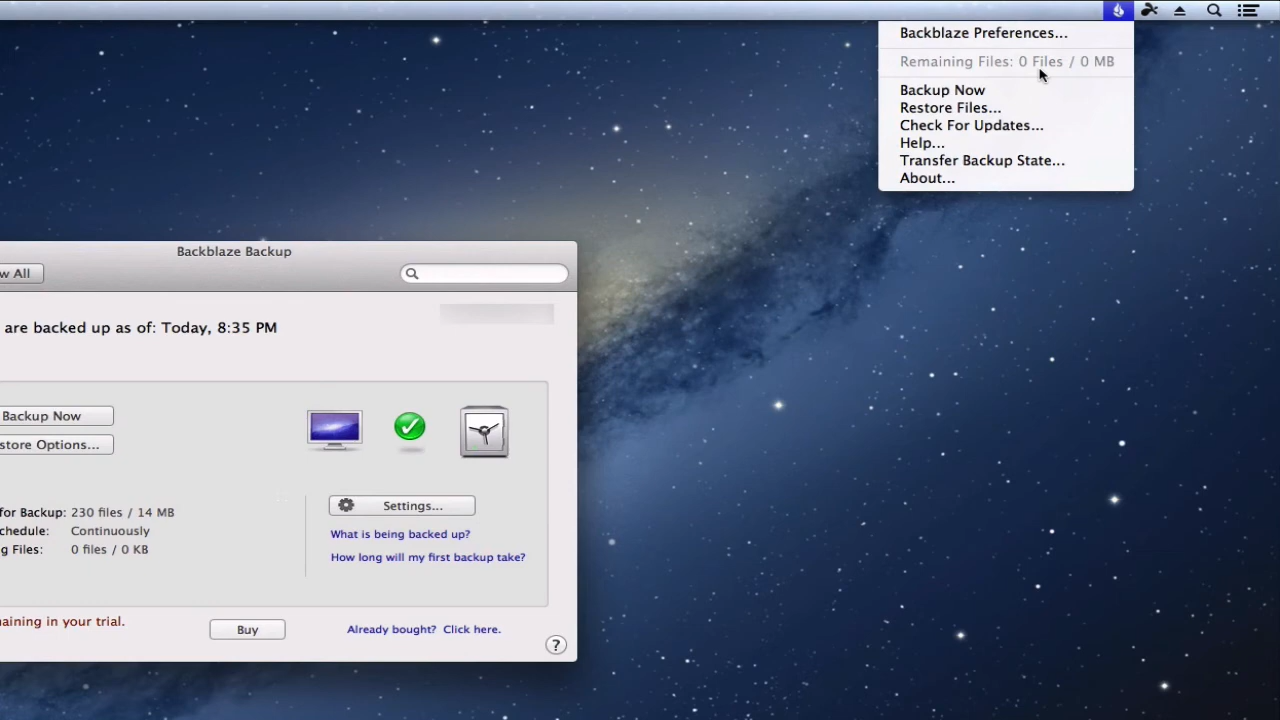 Backblaze Preferences...
Remaining Files: 0 Files / 0 MB
Backup Now
Restore Files...
Check For Updates...
Help...
Transfer Backup State...
About...
Backblaze Backup
w All
are backed up as of: Today, 8:35 PM
Backup Now
store Options...
for Backup: 230 files / 14 MB
chedule: Continuously
g Files: 0 files / 0 KB
Settings...
What is being backed up?
How long will my first backup take?
aining in your trial.
Buy
Already bought? Click here.
?